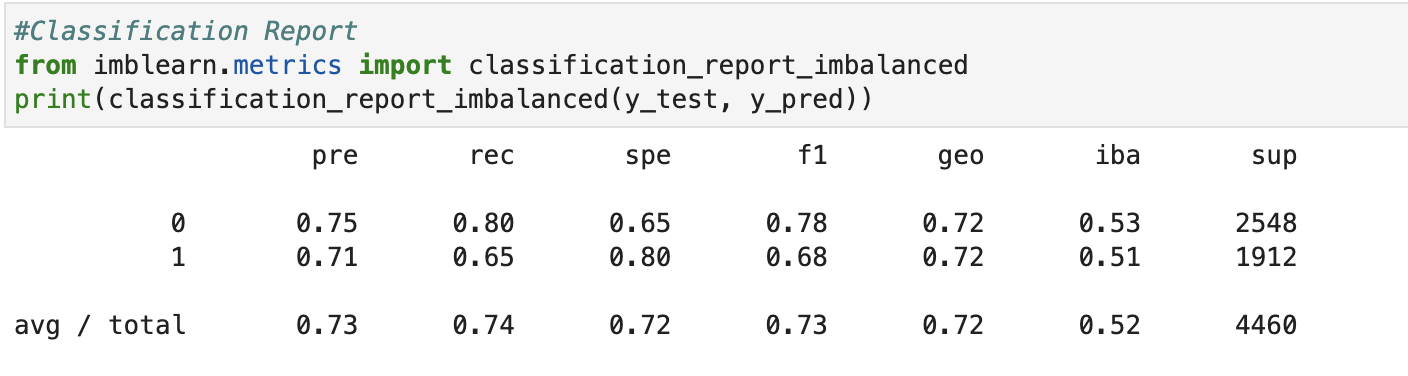 #Classification Report
from imblearn.metrics import classification_report_imbalanced
print(classification_report_imbalanced(y_test, y_pred))
pre rec spe f1 geo iba sup
0 0.75 0.80 0.65 0.78 0.72 0.53 2548
1 0.71 0.65 0.80 0.68 0.72 0.51 1912
avg / total 0.73 0.74 0.72 0.73 0.72 0.52 4460